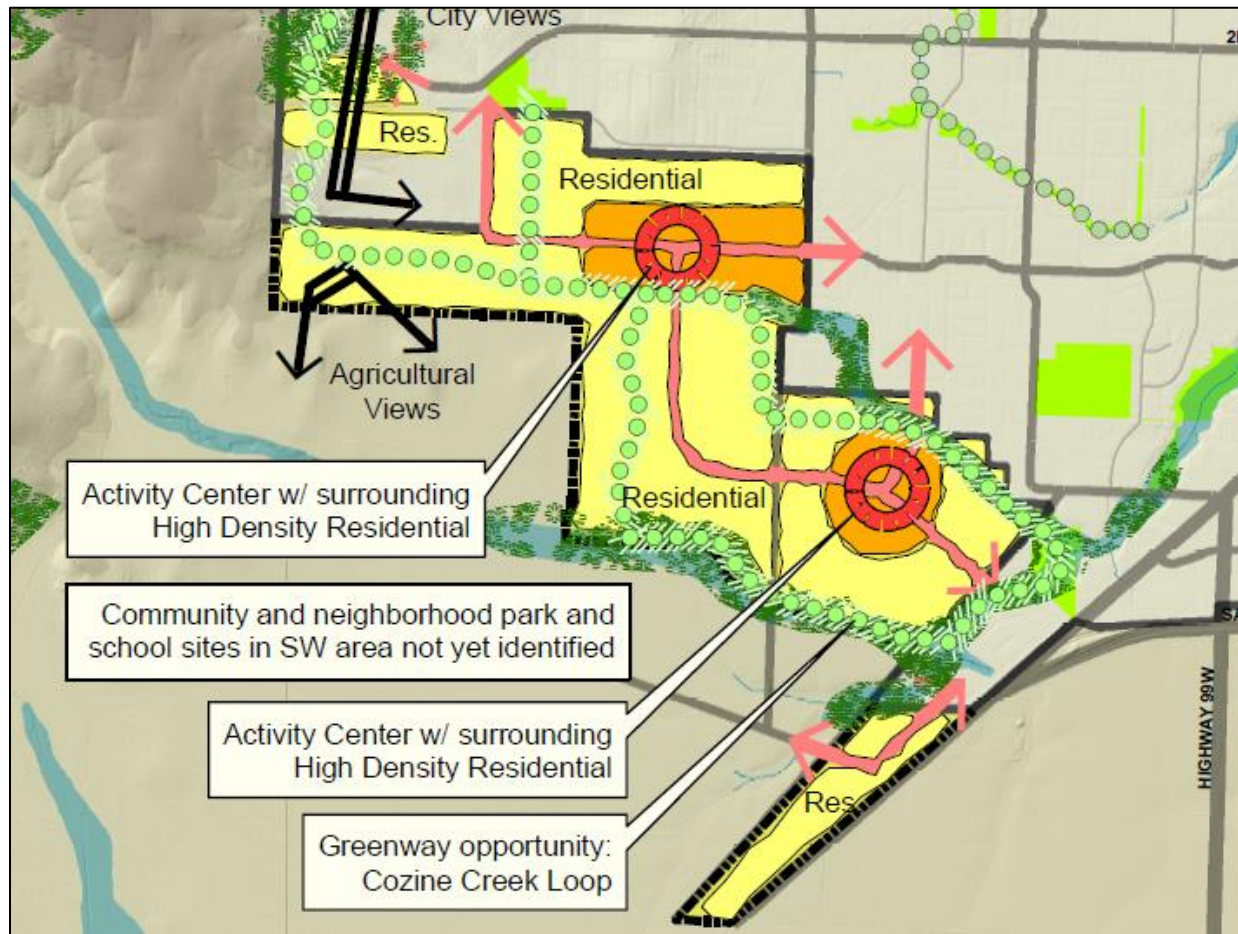 City Views
Res.
Residential
Agricultural
Views
Activity Center w/ surrounding
High Density Residential
Residential
Community and neighborhood park and
school sites in SW area not yet identified
Activity Center w/ surrounding
High Density Residential
Res.
Greenway opportunity:
Cozine Creek Loop
HIGHWAY 99W